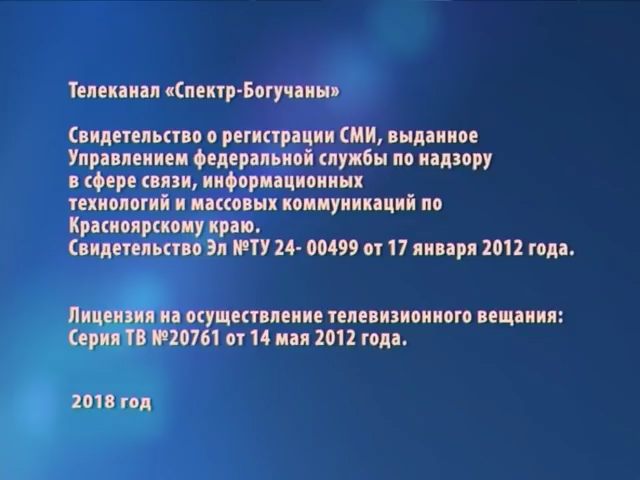 Телеканал «Спектр-Богучаны»
Свидетельство о регистрации СМИ, выданное
Управлением федеральной службы по надзору
в сфере связи, информационных
технологий и массовых коммуникаций по
Красноярскому краю.
Свидетельство Эл №ТУ 24- 00499 от 17 января 2012 года.
Лицензия на осуществление телевизионного вещания:
Серия ТВ №20761 от 14 мая 2012 года.
2018 год